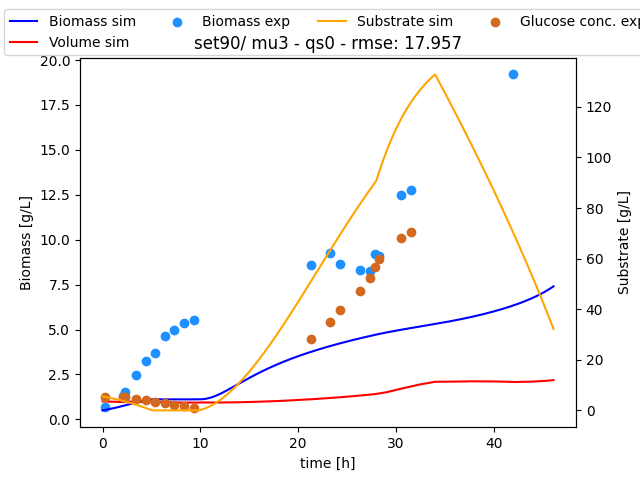 Biomass sim
Biomass exp
Substrate sim
Glucose conc. exp
Volume sim
set90/ mu3 - qs0 - rmse: 17.957
20.0
17.5
15.0
12.5
10.0
7.5
5.0
2.5
0.0
Biomass [g/L]
120
100
80
60
40
20
0
Substrate [g/L]
0
10
20
30
40
time [h]